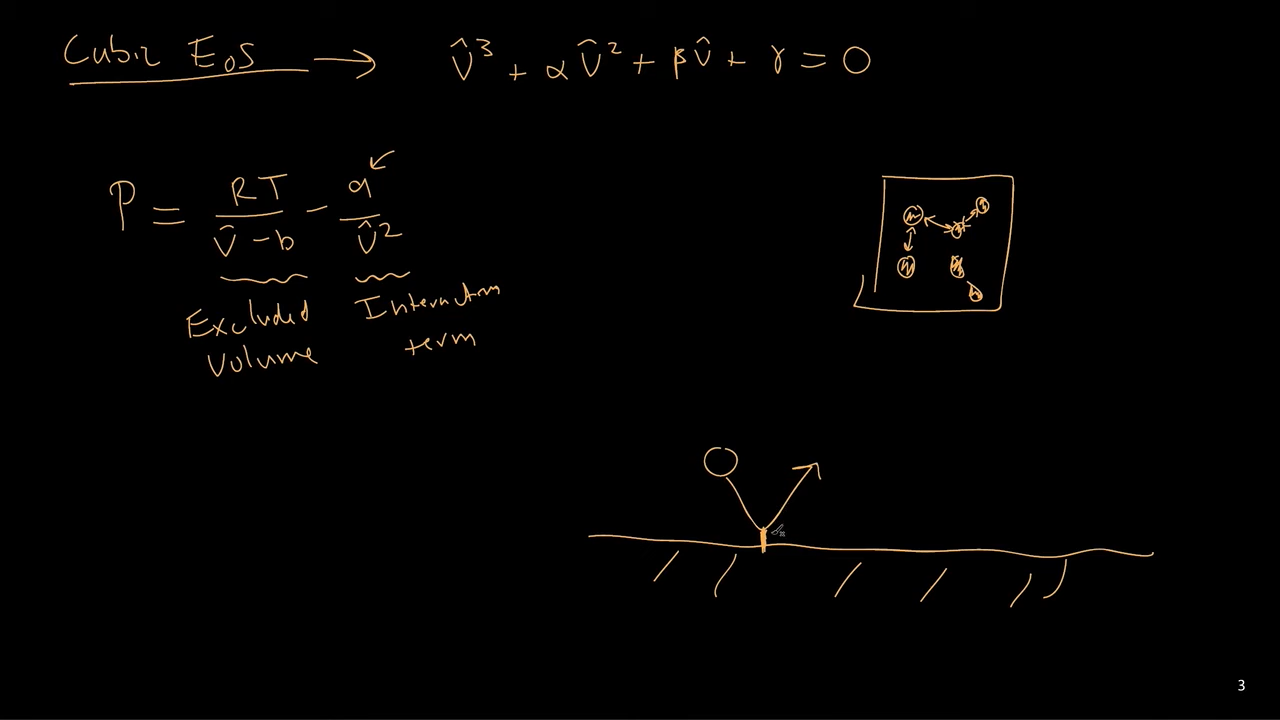 Cubic EoS → V̂³ + αV̂² + βV̂ + γ = 0
P = RT / (V̂ - b) - a / V̂²
Excluded Interaction
Volume term
3